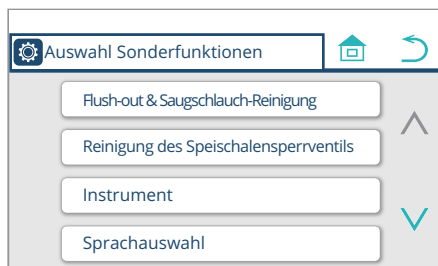 Auswahl Sonderfunktionen
Flush-out & Saugschlauch-Reinigung
Reinigung des Speischalensperrventils
Instrument
Sprachauswahl